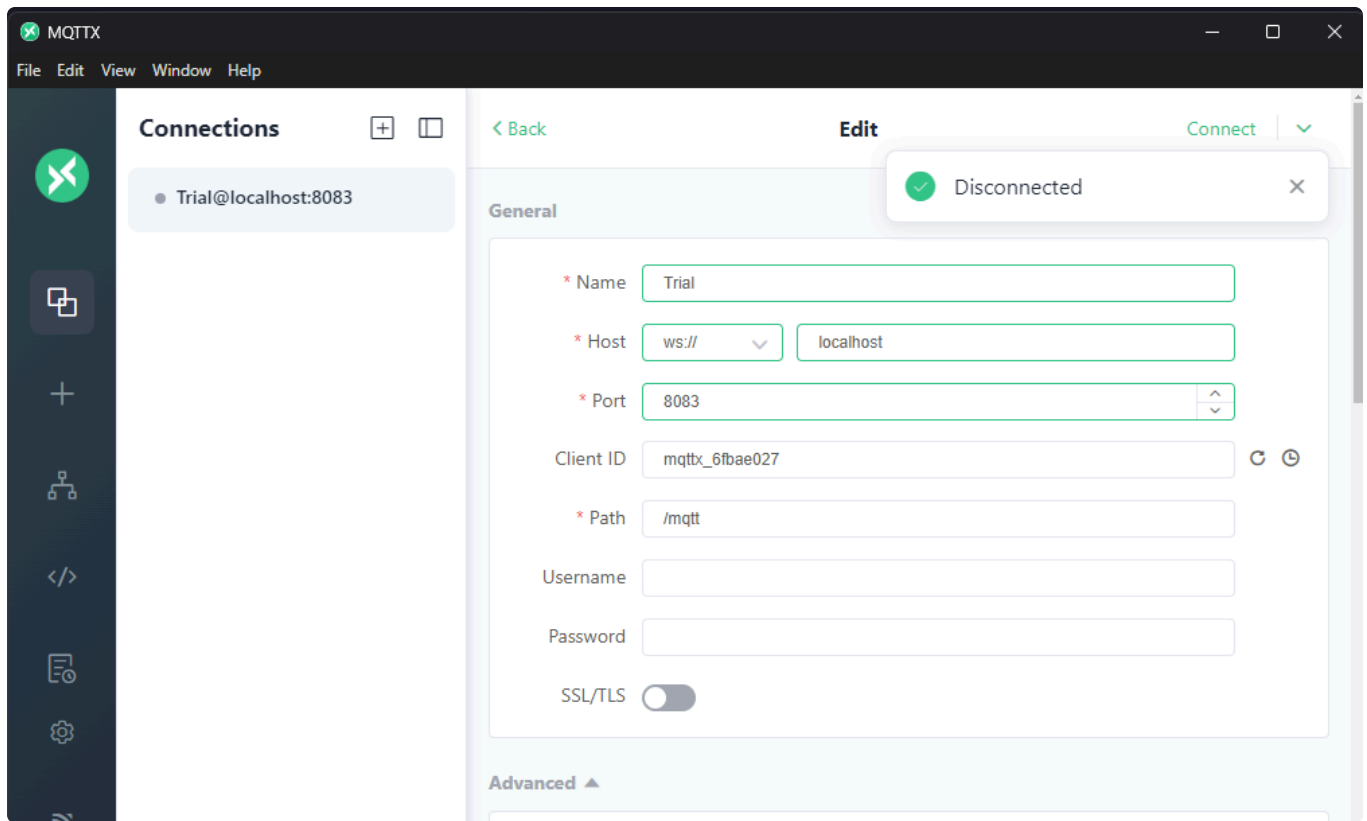 MQTTX
File Edit View Window Help
Connections
Back
Edit
Connect
Disconnected
Trial@localhost:8083
General
* Name Trial
* Host ws:// localhost
* Port 8083
Client ID mqttx_6fbae027
* Path /mqtt
Username
Password
SSL/TLS
Advanced